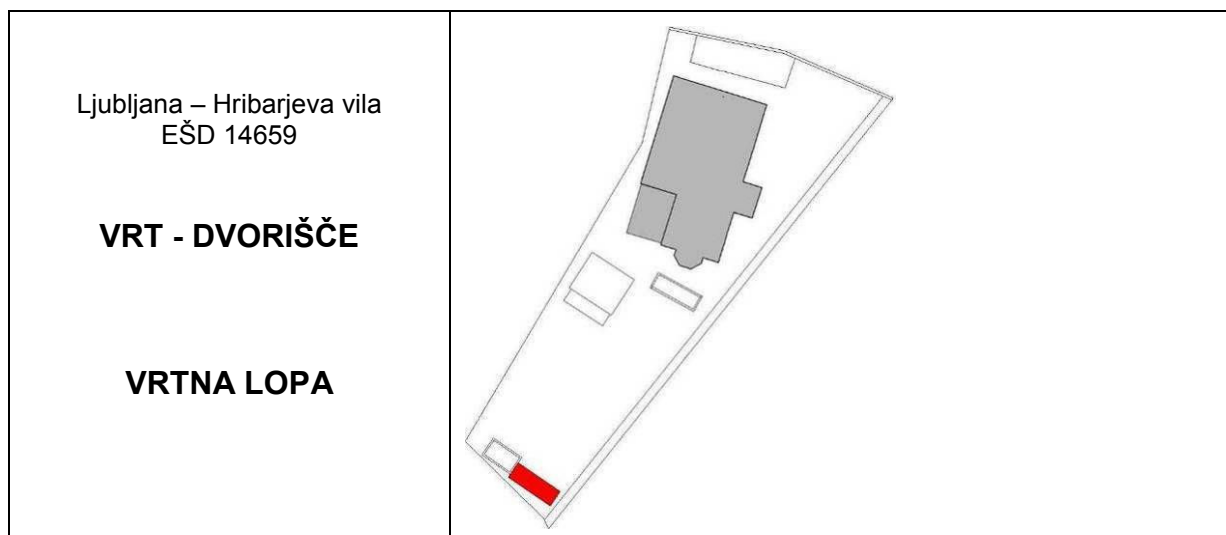 Ljubljana – Hribarjeva vila
EŠD 14659
VRT - DVORIŠČE
VRTNA LOPA